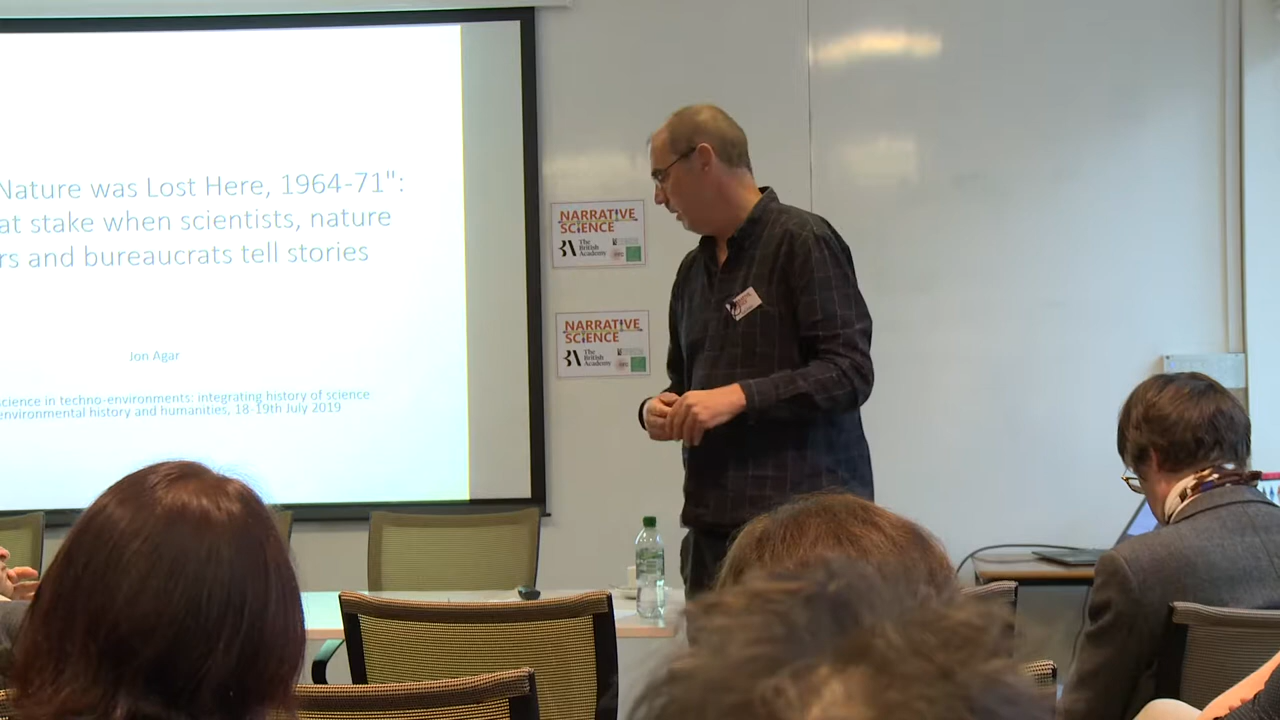 Nature was Lost Here, 1964-71":
at stake when scientists, nature
rs and bureaucrats tell stories
Jon Agar
science in techno-environments: integrating history of science
environmental history and humanities, 18-19th July 2019
NARRATIVE
SCIENCE
The
British
Academy
NARRATIVE
SCIENCE
The
British
Academy